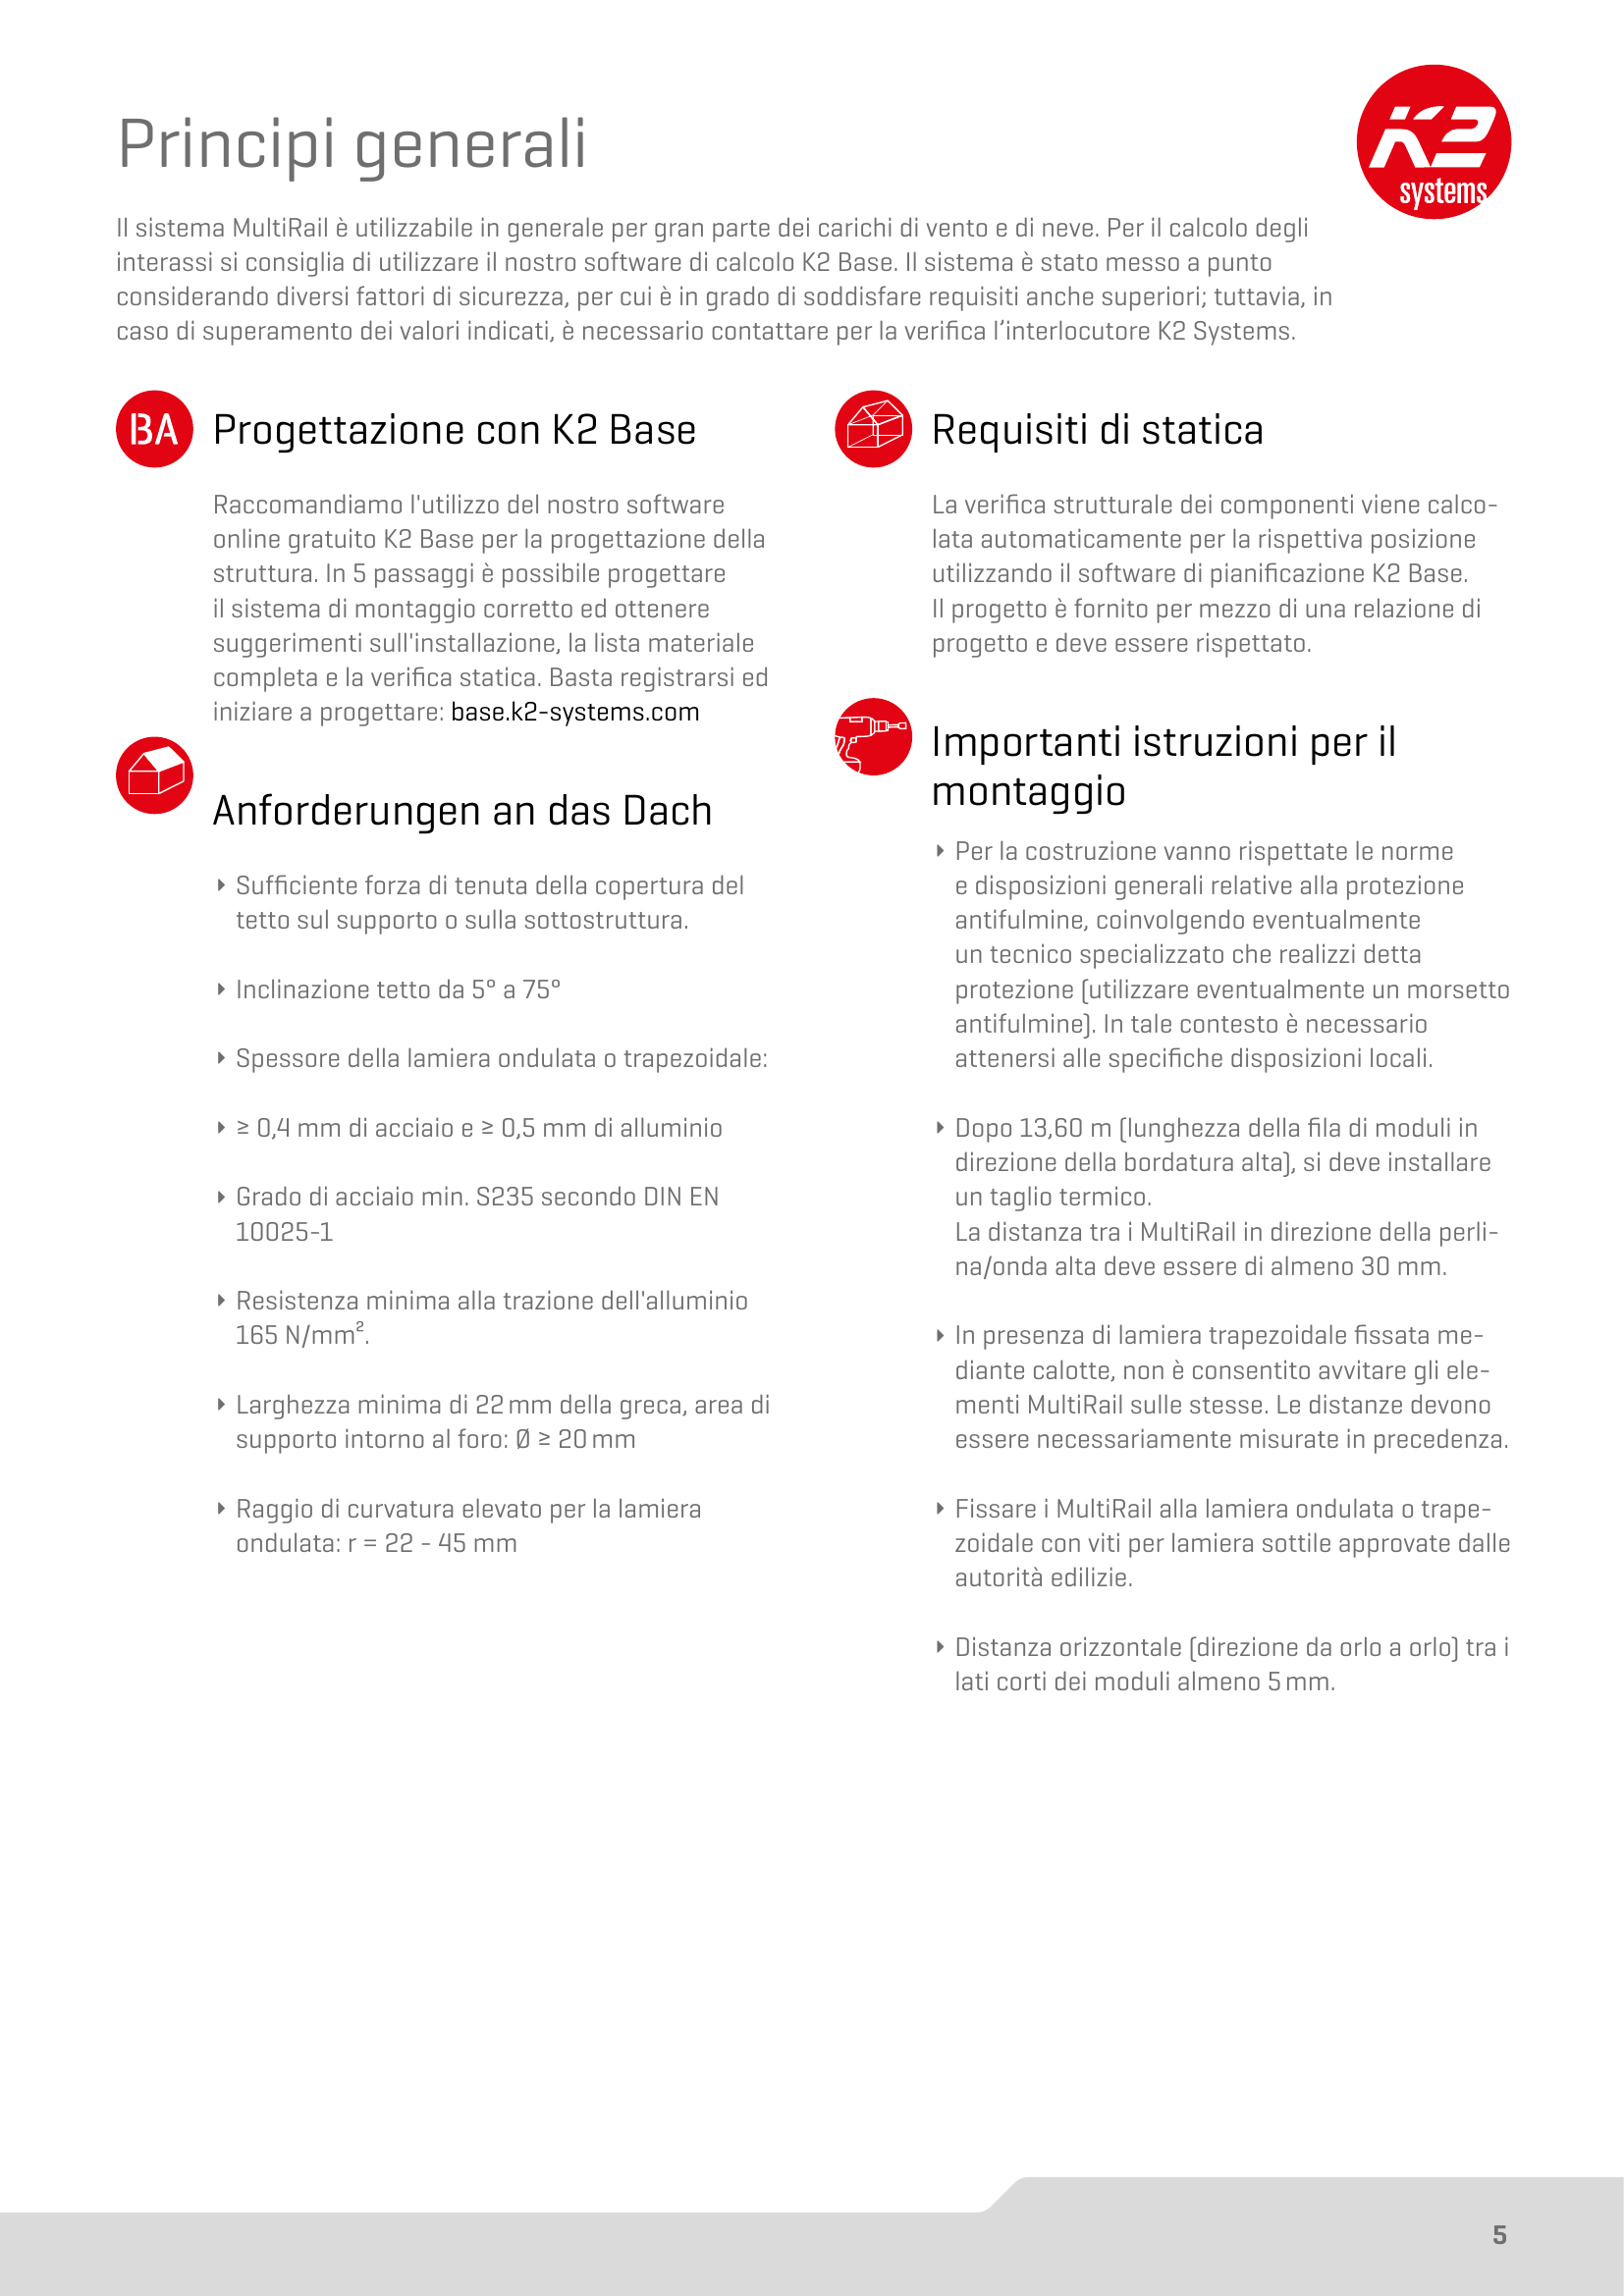 Principi generali
K2
systems
Il sistema MultiRail è utilizzabile in generale per gran parte dei carichi di vento e di neve. Per il calcolo degli
interassi si consiglia di utilizzare il nostro software di calcolo K2 Base. Il sistema è stato messo a punto
considerando diversi fattori di sicurezza, per cui è in grado di soddisfare requisiti anche superiori; tuttavia, in
caso di superamento dei valori indicati, è necessario contattare per la verifica l’interlocutore K2 Systems.
BA
Progettazione con K2 Base
Raccomandiamo l'utilizzo del nostro software
online gratuito K2 Base per la progettazione della
struttura. In 5 passaggi è possibile progettare
il sistema di montaggio corretto ed ottenere
suggerimenti sull'installazione, la lista materiale
completa e la verifica statica. Basta registrarsi ed
iniziare a progettare: base.k2-systems.com
Anforderungen an das Dach
Sufficiente forza di tenuta della copertura del
tetto sul supporto o sulla sottostruttura.
Inclinazione tetto da 5° a 75°
Spessore della lamiera ondulata o trapezoidale:
≥ 0,4 mm di acciaio e ≥ 0,5 mm di alluminio
Grado di acciaio min. S235 secondo DIN EN
10025-1
Resistenza minima alla trazione dell'alluminio
165 N/mm².
Larghezza minima di 22 mm della greca, area di
supporto intorno al foro: Ø ≥ 20 mm
Raggio di curvatura elevato per la lamiera
ondulata: r = 22 - 45 mm
Requisiti di statica
La verifica strutturale dei componenti viene calco-
lata automaticamente per la rispettiva posizione
utilizzando il software di pianificazione K2 Base.
Il progetto è fornito per mezzo di una relazione di
progetto e deve essere rispettato.
Importanti istruzioni per il
montaggio
Per la costruzione vanno rispettate le norme
e disposizioni generali relative alla protezione
antifulmine, coinvolgendo eventualmente
un tecnico specializzato che realizzi detta
protezione (utilizzare eventualmente un morsetto
antifulmine). In tale contesto è necessario
attenersi alle specifiche disposizioni locali.
Dopo 13,60 m (lunghezza della fila di moduli in
direzione della bordatura alta), si deve installare
un taglio termico.
La distanza tra i MultiRail in direzione della perli-
na/onda alta deve essere di almeno 30 mm.
In presenza di lamiera trapezoidale fissata me-
diante calotte, non è consentito avvitare gli ele-
menti MultiRail sulle stesse. Le distanze devono
essere necessariamente misurate in precedenza.
Fissare i MultiRail alla lamiera ondulata o trape-
zoidale con viti per lamiera sottile approvate dalle
autorità edilizie.
Distanza orizzontale (direzione da orlo a orlo) tra i
lati corti dei moduli almeno 5 mm.
5